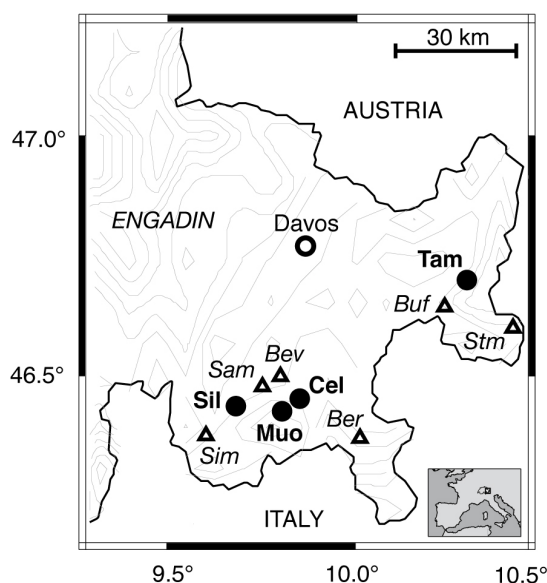 30 km
AUSTRIA
47.0°
ENGADIN
Davos
Tam
Buf
Stm
Bev
Sam
46.5°
Cel
Sil
Ber
Muo
Sim
ITALY
9.5°
10.0°
10.5°